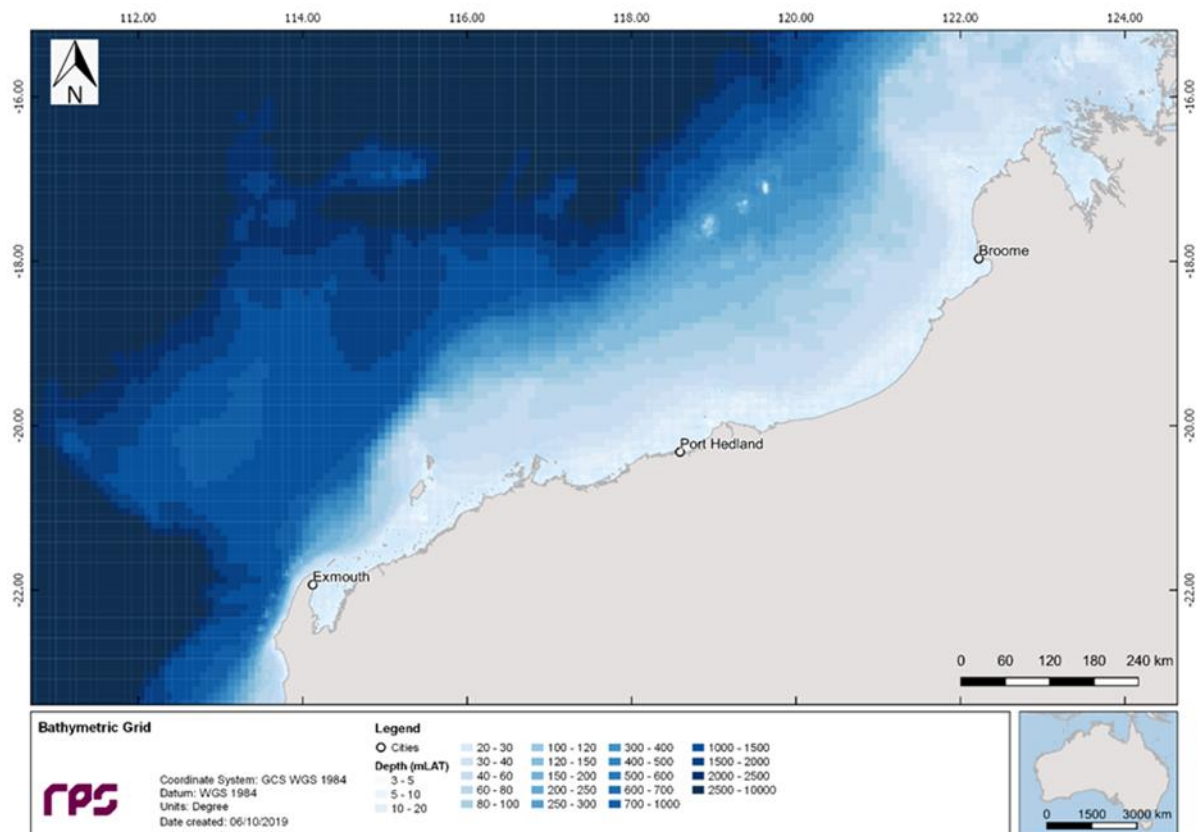 112.00 114.00 116.00 118.00 120.00 122.00 124.00
-16.00 -16.00
N
-18.00 -18.00
Broome
-20.00 -20.00
Port Hedland
-22.00 -22.00
Exmouth
0 60 120 180 240 km
Bathymetric Grid
rps
Coordinate System: GCS WGS 1984
Datum: WGS 1984
Units: Degree
Date created: 06/10/2019
Legend
Cities
Depth (mLAT)
3 - 5
5 - 10
10 - 20
20 - 30
30 - 40
40 - 60
60 - 80
80 - 100
100 - 120
120 - 150
150 - 200
200 - 250
250 - 300
300 - 400
400 - 500
500 - 600
600 - 700
700 - 1000
1000 - 1500
1500 - 2000
2000 - 2500
2500 - 10000
0 1500 3000 km